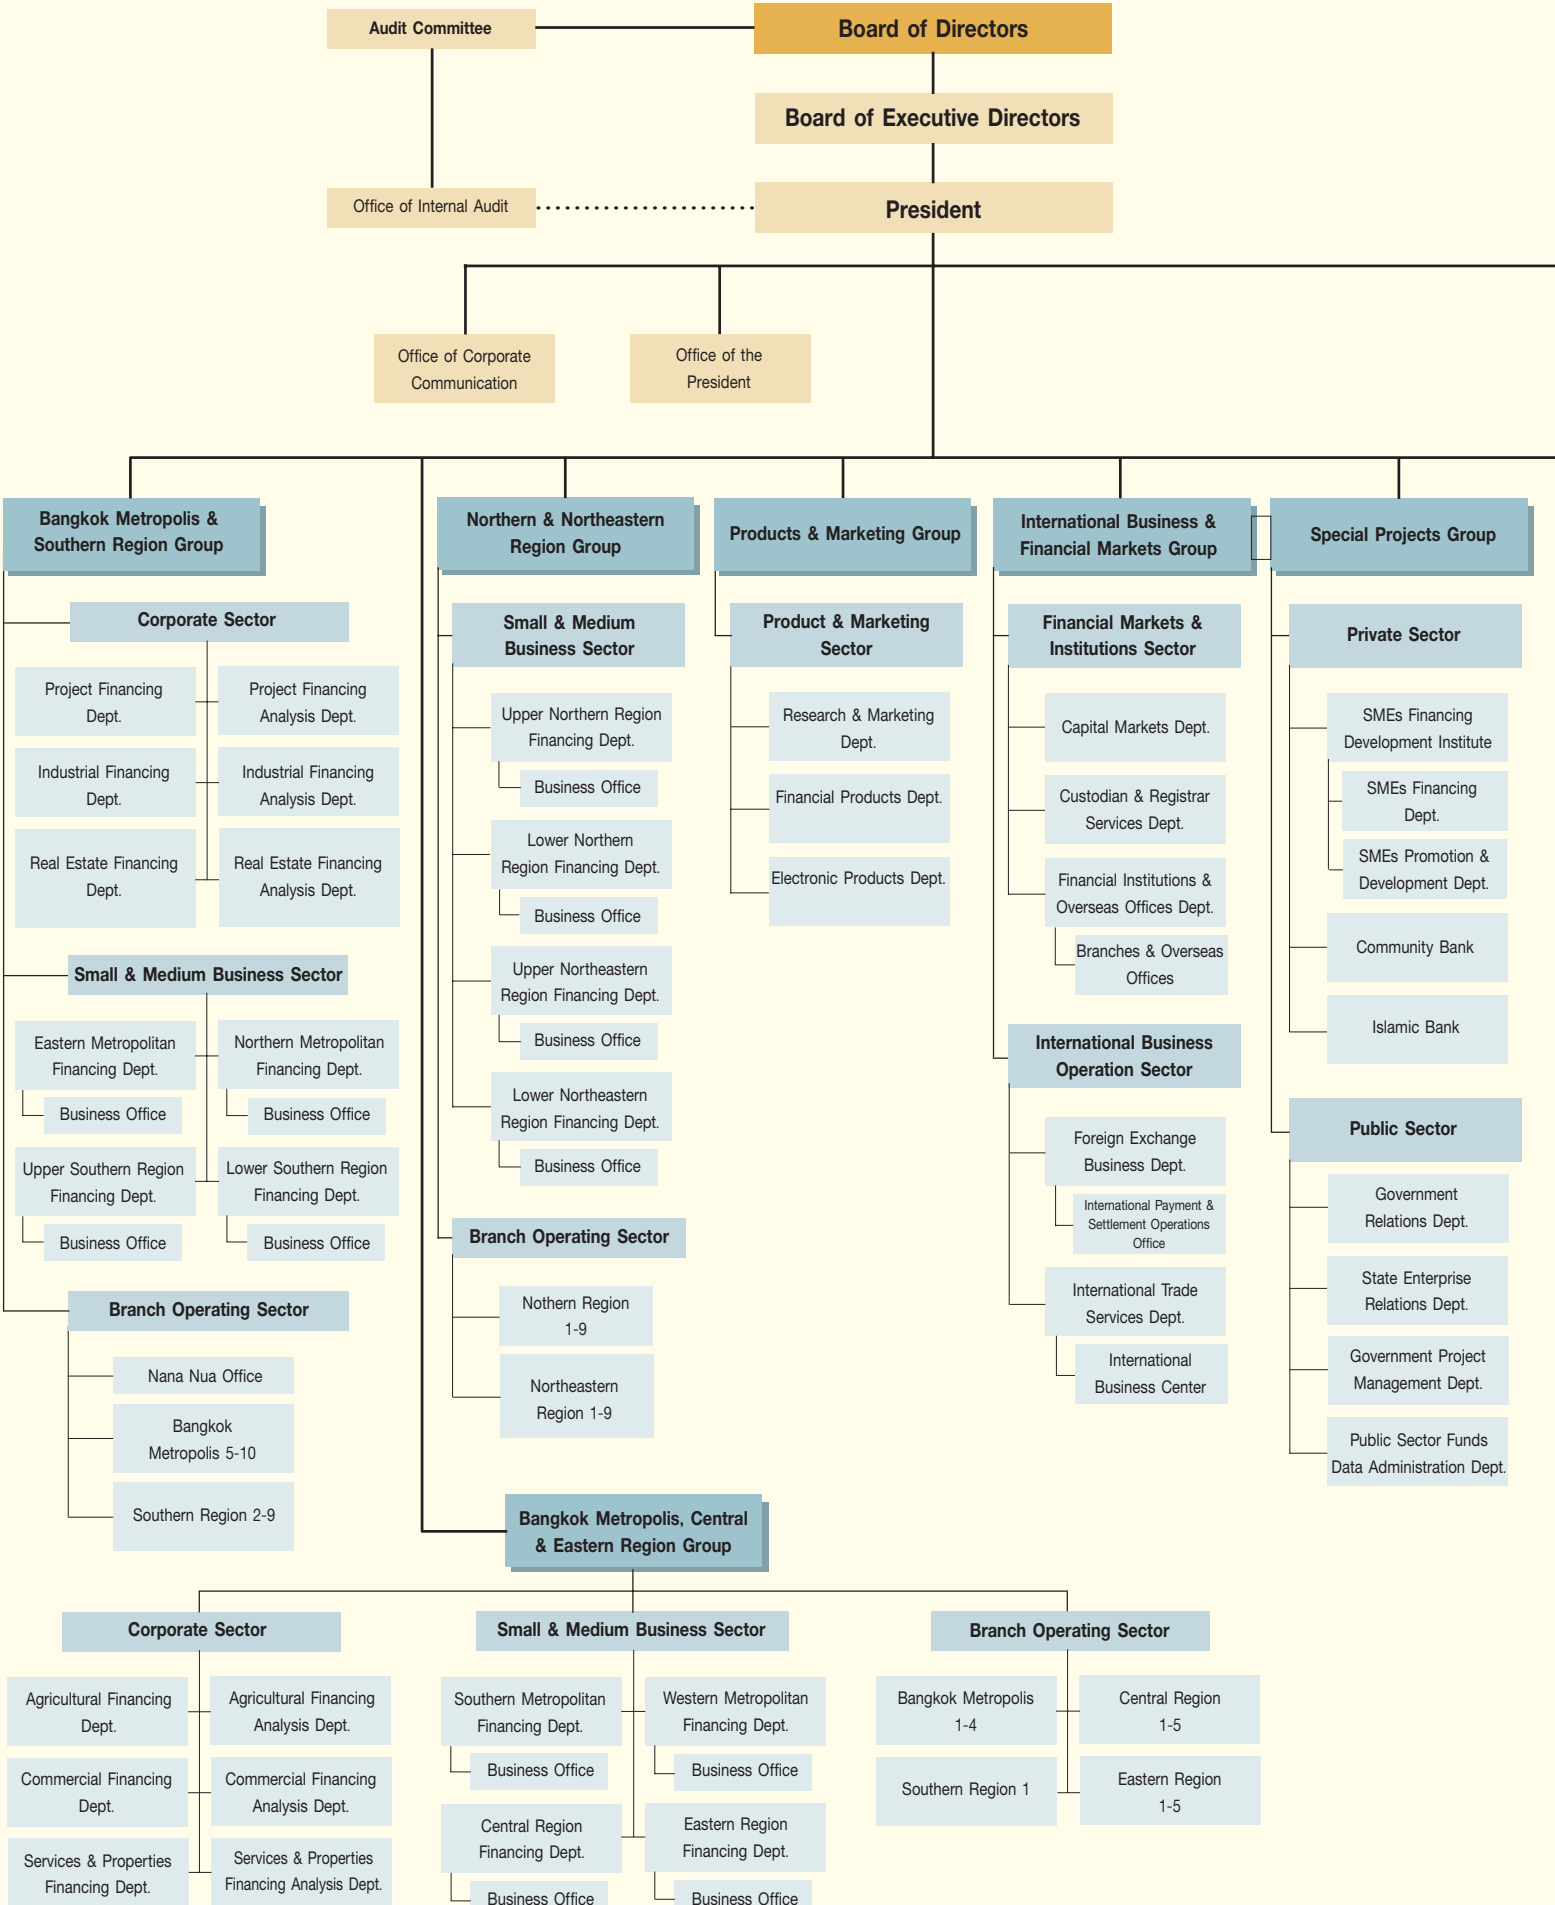 Audit Committee
Board of Directors
Board of Executive Directors
Office of Internal Audit
President
Office of Corporate
Communication
Office of the
President
Bangkok Metropolis &
Southern Region Group
Corporate Sector
Project Financing
Dept.
Project Financing
Analysis Dept.
Industrial Financing
Dept.
Industrial Financing
Analysis Dept.
Real Estate Financing
Dept.
Real Estate Financing
Analysis Dept.
Small & Medium Business Sector
Eastern Metropolitan
Financing Dept.
Business Office
Northern Metropolitan
Financing Dept.
Business Office
Upper Southern Region
Financing Dept.
Business Office
Lower Southern Region
Financing Dept.
Business Office
Branch Operating Sector
Nana Nua Office
Bangkok
Metropolis 5-10
Southern Region 2-9
Northern & Northeastern
Region Group
Small & Medium
Business Sector
Upper Northern Region
Financing Dept.
Business Office
Lower Northern
Region Financing Dept.
Business Office
Upper Northeastern
Region Financing Dept.
Business Office
Lower Northeastern
Region Financing Dept.
Business Office
Branch Operating Sector
Nothern Region
1-9
Northeastern
Region 1-9
Products & Marketing Group
Product & Marketing
Sector
Research & Marketing
Dept.
Financial Products Dept.
Electronic Products Dept.
International Business &
Financial Markets Group
Financial Markets &
Institutions Sector
Capital Markets Dept.
Custodian & Registrar
Services Dept.
Financial Institutions &
Overseas Offices Dept.
Branches & Overseas
Offices
International Business
Operation Sector
Foreign Exchange
Business Dept.
International Payment &
Settlement Operations
Office
International Trade
Services Dept.
International
Business Center
Special Projects Group
Private Sector
SMEs Financing
Development Institute
SMEs Financing
Dept.
SMEs Promotion &
Development Dept.
Community Bank
Islamic Bank
Public Sector
Government
Relations Dept.
State Enterprise
Relations Dept.
Government Project
Management Dept.
Public Sector Funds
Data Administration Dept.
Bangkok Metropolis, Central
& Eastern Region Group
Corporate Sector
Agricultural Financing
Dept.
Agricultural Financing
Analysis Dept.
Commercial Financing
Dept.
Commercial Financing
Analysis Dept.
Services & Properties
Financing Dept.
Services & Properties
Financing Analysis Dept.
Small & Medium Business Sector
Southern Metropolitan
Financing Dept.
Business Office
Western Metropolitan
Financing Dept.
Business Office
Central Region
Financing Dept.
Business Office
Eastern Region
Financing Dept.
Business Office
Branch Operating Sector
Bangkok Metropolis
1-4
Central Region
1-5
Southern Region 1
Eastern Region
1-5